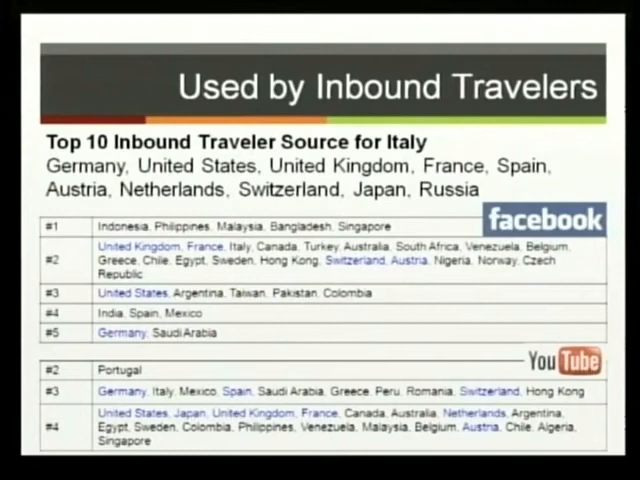 Used by Inbound Travelers
Top 10 Inbound Traveler Source for Italy
Germany, United States, United Kingdom, France, Spain,
Austria, Netherlands, Switzerland, Japan, Russia
facebook
#1 Indonesia, Philippines, Malaysia, Bangladesh, Singapore
#2 United Kingdom, France, Italy, Canada, Turkey, Australia, South Africa, Venezuela, Belgium,
Greece, Chile, Egypt, Sweden, Hong Kong, Switzerland, Austria, Nigeria, Norway, Czech
Republic
#3 United States, Argentina, Taiwan, Pakistan, Colombia
#4 India, Spain, Mexico
#5 Germany, Saudi Arabia
YouTube
#2 Portugal
#3 Germany, Italy, Mexico, Spain, Saudi Arabia, Greece, Peru, Romania, Switzerland, Hong Kong
#4 United States, Japan, United Kingdom, France, Canada, Australia, Netherlands, Argentina,
Egypt, Sweden, Colombia, Philippines, Venezuela, Malaysia, Belgium, Austria, Chile, Algeria,
Singapore